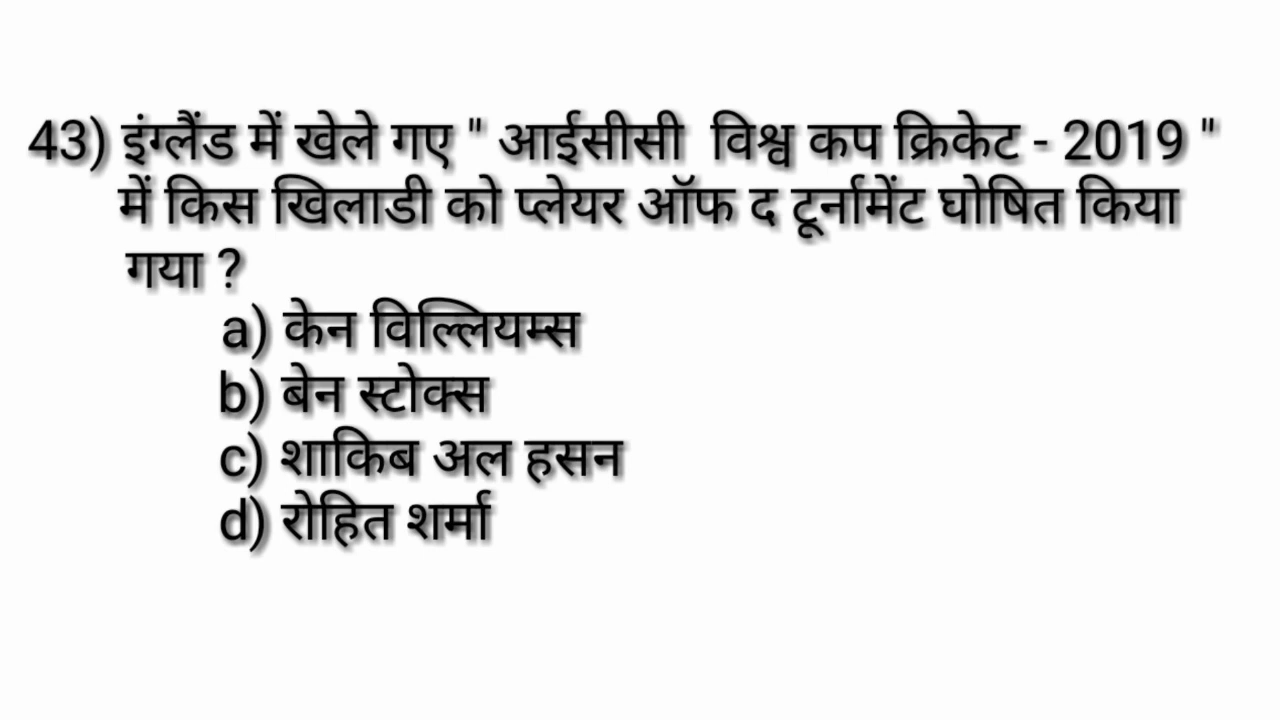 43) इंग्लैंड में खेले गए " आईसीसी विश्व कप क्रिकेट - 2019 "
में किस खिलाडी को प्लेयर ऑफ द टूर्नामेंट घोषित किया
गया ?
a) केन विल्लियम्स
b) बेन स्टोक्स
c) शाकिब अल हसन
d) रोहित शर्मा